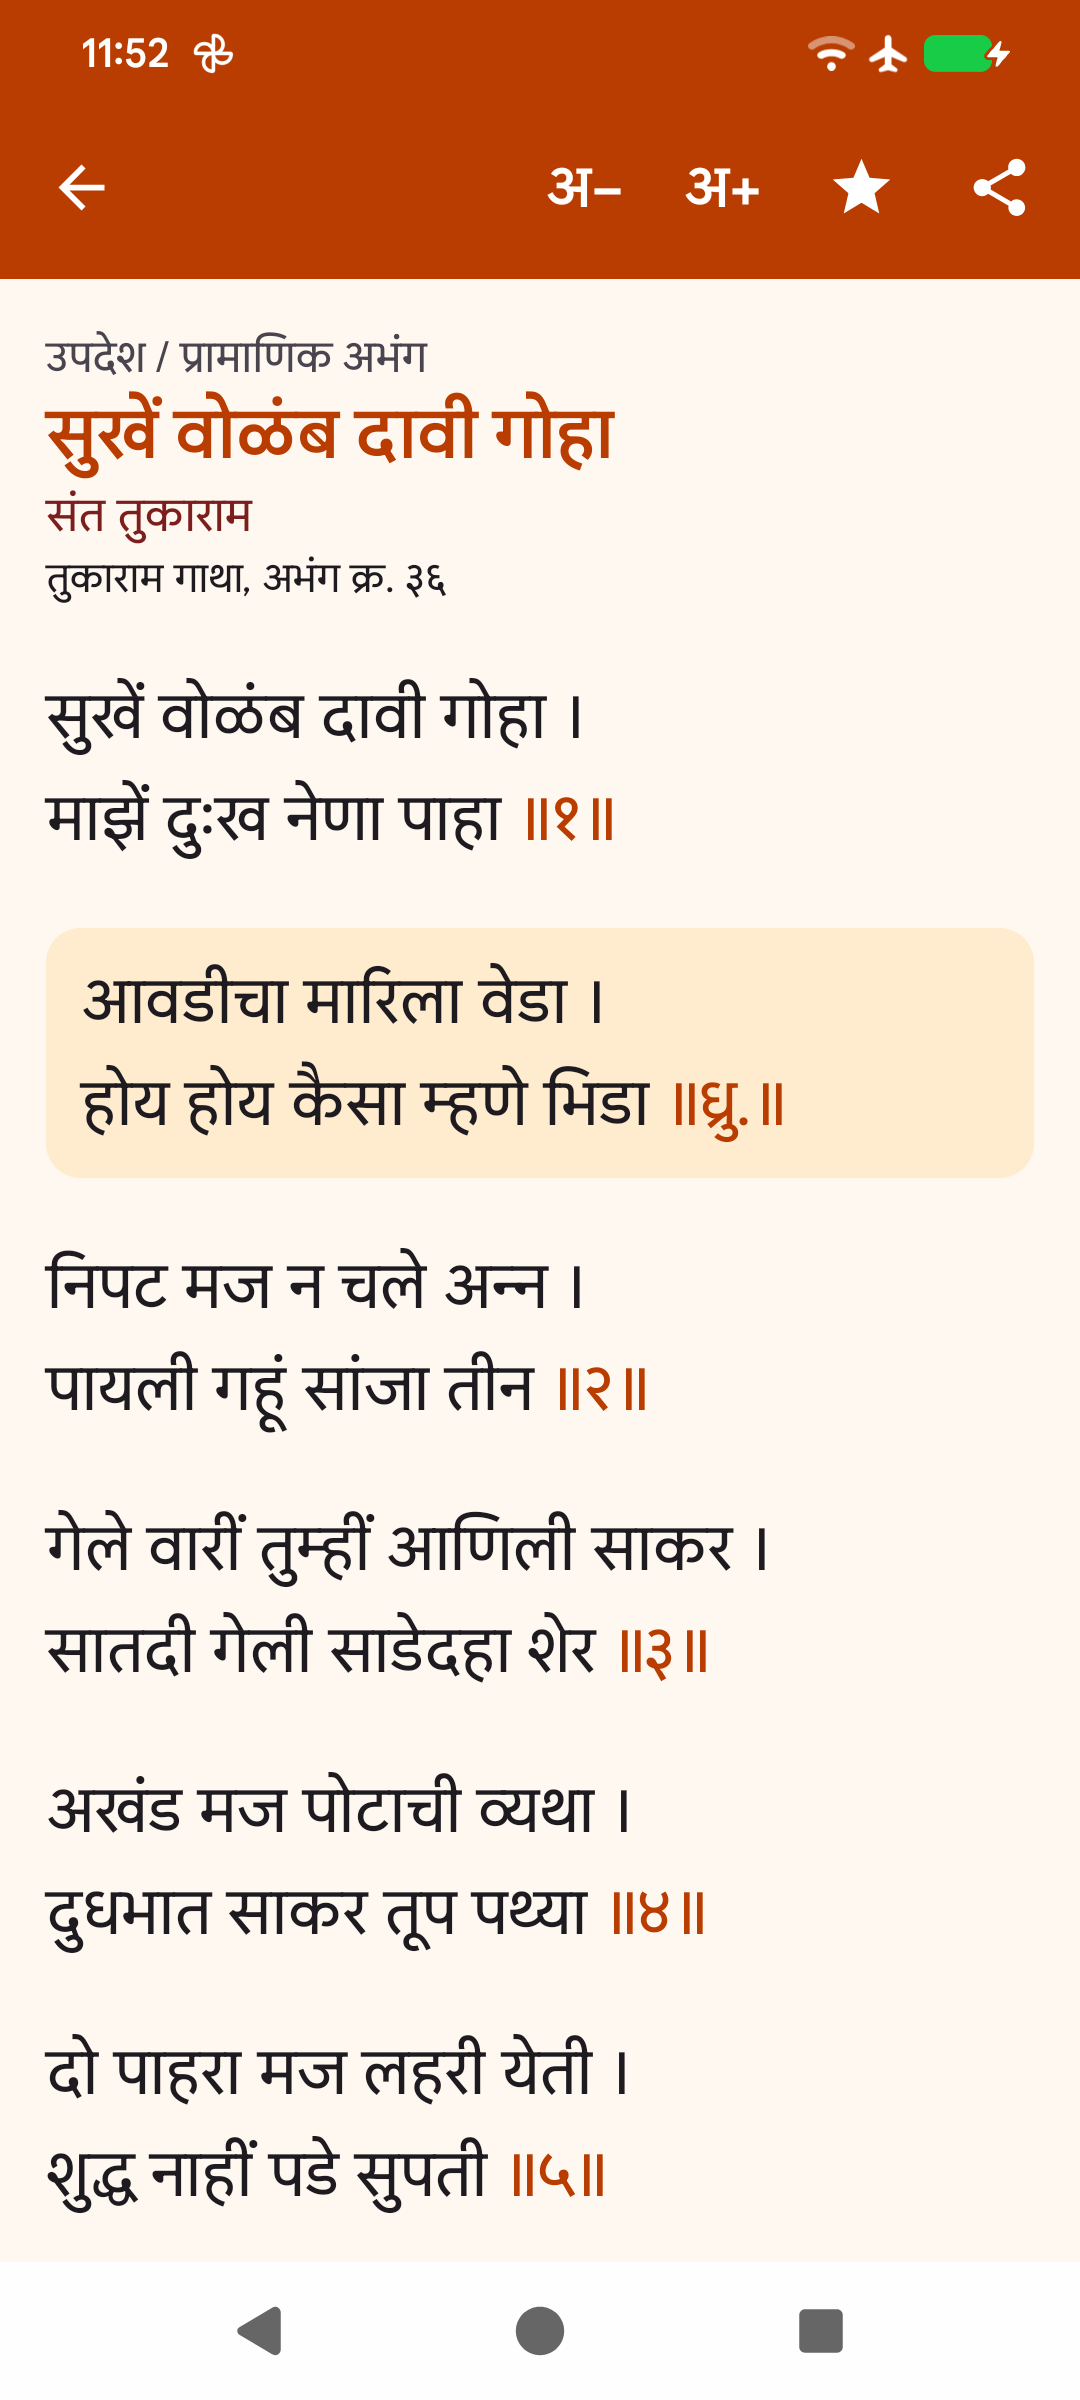 11:52
अ– अ+
उपदेश / प्रामाणिक अभंग
सुखें वोळंब दावी गोहा
संत तुकाराम
तुकाराम गाथा, अभंग क्र. ३६
सुखें वोळंब दावी गोहा ।
माझें दुःख नेणा पाहा ॥१॥
आवडीचा मारिला वेडा ।
होय होय कैसा म्हणे भिडा ॥ध्रु.॥
निपट मज न चले अन्न ।
पायली गहूं सांजा तीन ॥२॥
गेले वारीं तुम्हीं आणिली साकर ।
सातदी गेली साडेदहा शेर ॥३॥
अखंड मज पोटाची व्यथा ।
दुधभात साकर तूप पथ्या ॥४॥
दो पाहरा मज लहरी येती ।
शुद्ध नाहीं पडे सुपती ॥५॥